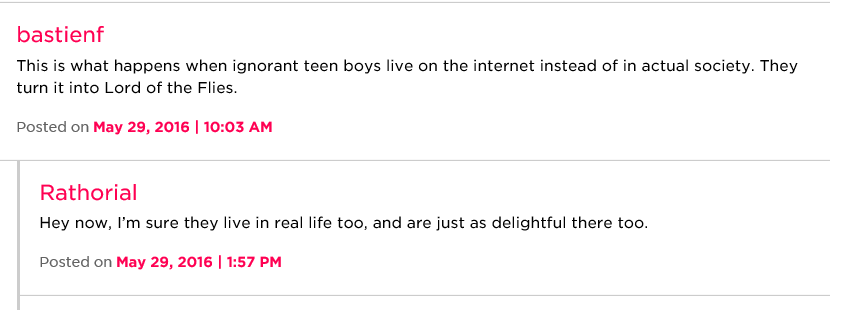 bastienf
This is what happens when ignorant teen boys live on the internet instead of in actual society. They
turn it into Lord of the Flies.
Posted on May 29, 2016 | 10:03 AM
Rathorial
Hey now, I’m sure they live in real life too, and are just as delightful there too.
Posted on May 29, 2016 | 1:57 PM